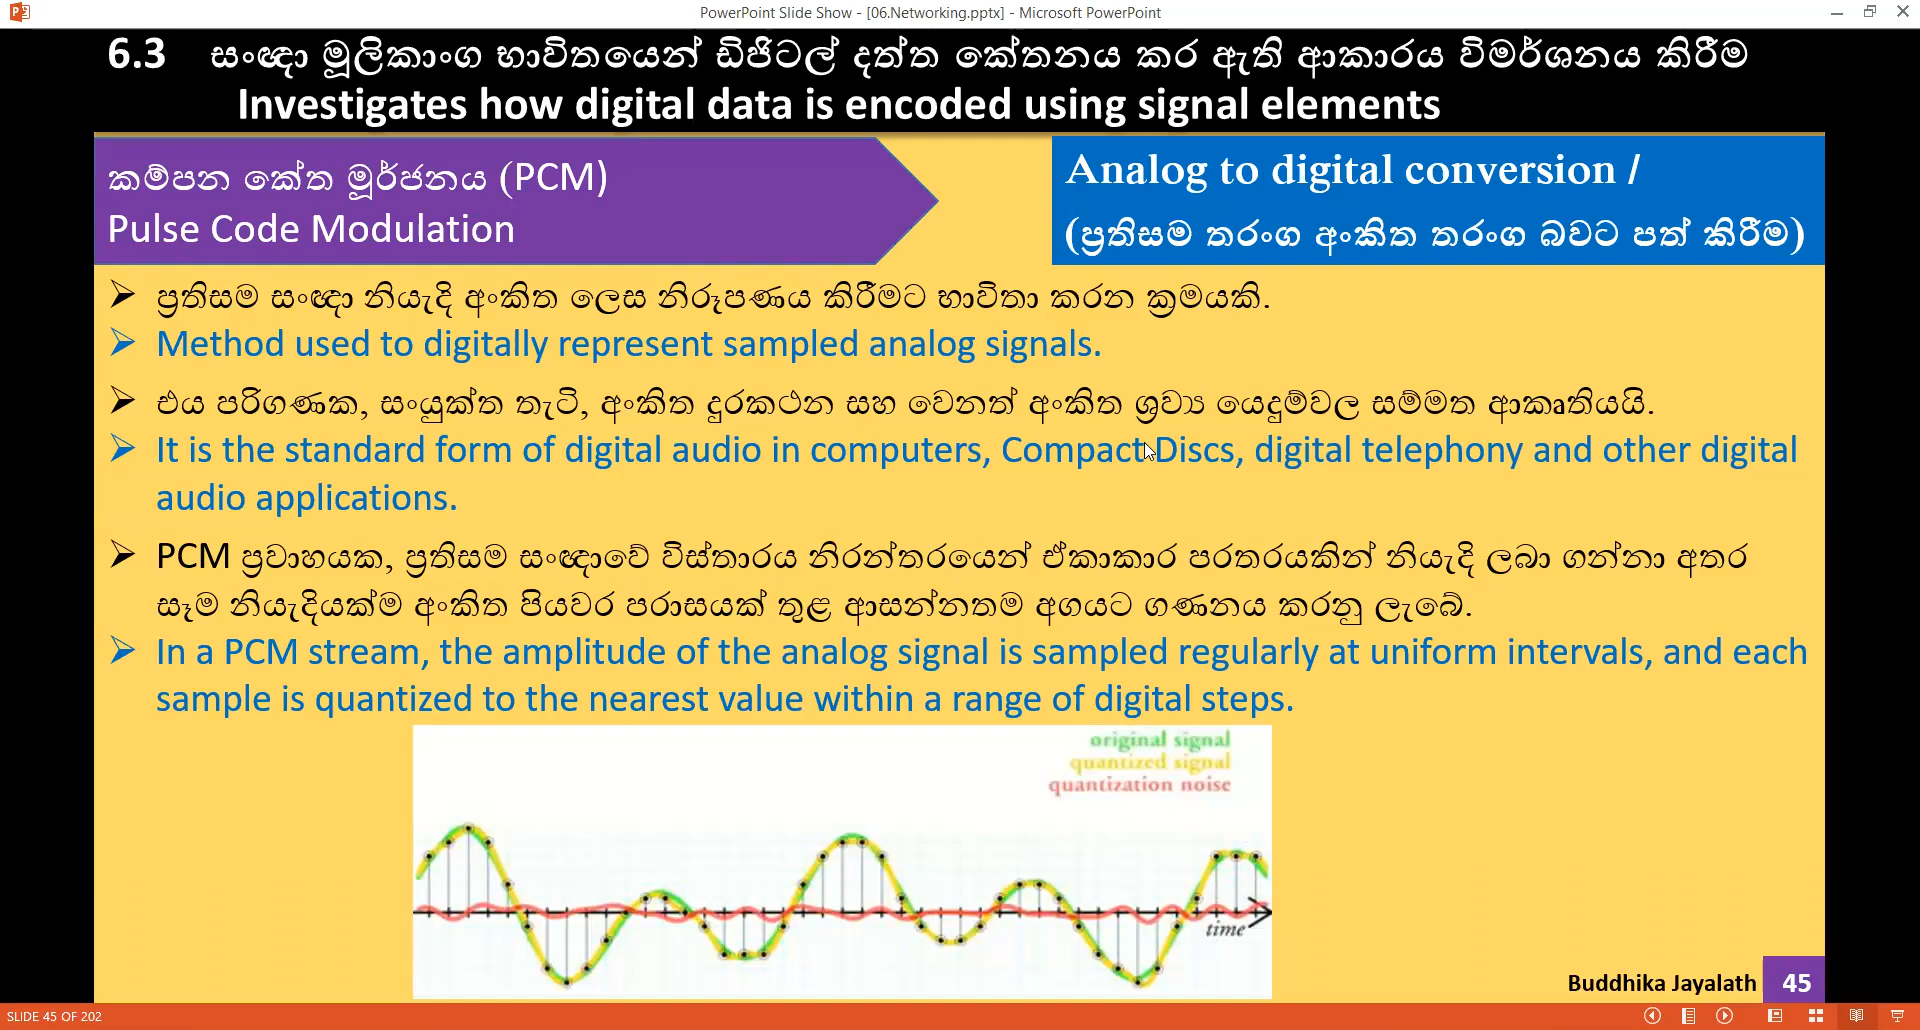 PowerPoint Slide Show - [06.Networking.pptx] - Microsoft PowerPoint
6.3 සංඥා මූලිකාංග භාවිතයෙන් ඩිජිටල් දත්ත කේතනය කර ඇති ආකාරය විමර්ශනය කිරීම
Investigates how digital data is encoded using signal elements
කම්පන කේත මූර්ජනය (PCM)
Pulse Code Modulation
Analog to digital conversion /
(ප්‍රතිසම තරංග අංකිත තරංග බවට පත් කිරීම)
ප්‍රතිසම සංඥා නියැදි අංකිත ලෙස නිරූපණය කිරීමට භාවිතා කරන ක්‍රමයකි.
Method used to digitally represent sampled analog signals.
එය පරිගණක, සංයුක්ත තැටි, අංකිත දුරකථන සහ වෙනත් අංකිත ශ්‍රව්‍ය යෙදුම්වල සම්මත ආකෘතියයි.
It is the standard form of digital audio in computers, Compact Discs, digital telephony and other digital
audio applications.
PCM ප්‍රවාහයක, ප්‍රතිසම සංඥාවේ විස්තාරය නිරන්තරයෙන් ඒකාකාර පරතරයකින් නියැදි ලබා ගන්නා අතර
සෑම නියැදියක්ම අංකිත පියවර පරාසයක් තුළ ආසන්නතම අගයට ගණනය කරනු ලැබේ.
In a PCM stream, the amplitude of the analog signal is sampled regularly at uniform intervals, and each
sample is quantized to the nearest value within a range of digital steps.
original signal
quantized signal
quantization noise
time
Buddhika Jayalath 45
SLIDE 45 OF 202